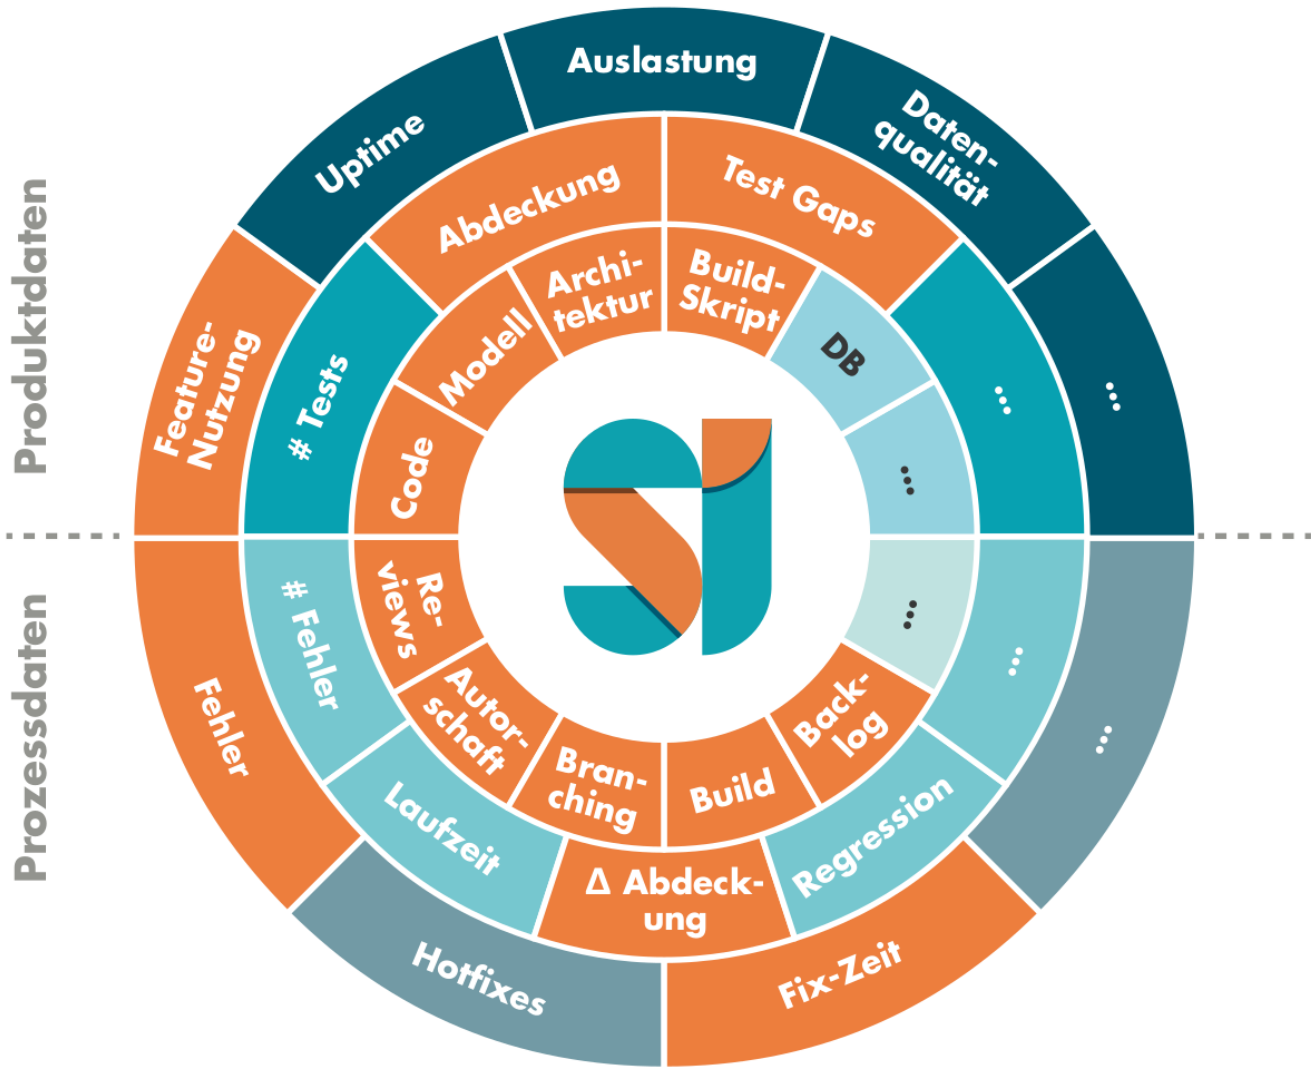 Produktdaten
Prozessdaten
Feature-
Nutzung
Uptime
Auslastung
Daten-
qualität
...
# Tests
Abdeckung
Test Gaps
...
Code
Modell
Archi-
tektur
Build-
Skript
DB
...
Re-
views
Autor-
schaft
Bran-
ching
Build
Back-
log
...
# Fehler
Laufzeit
Δ Abdeck-
ung
Regression
...
Fehler
Hotfixes
Fix-Zeit
...